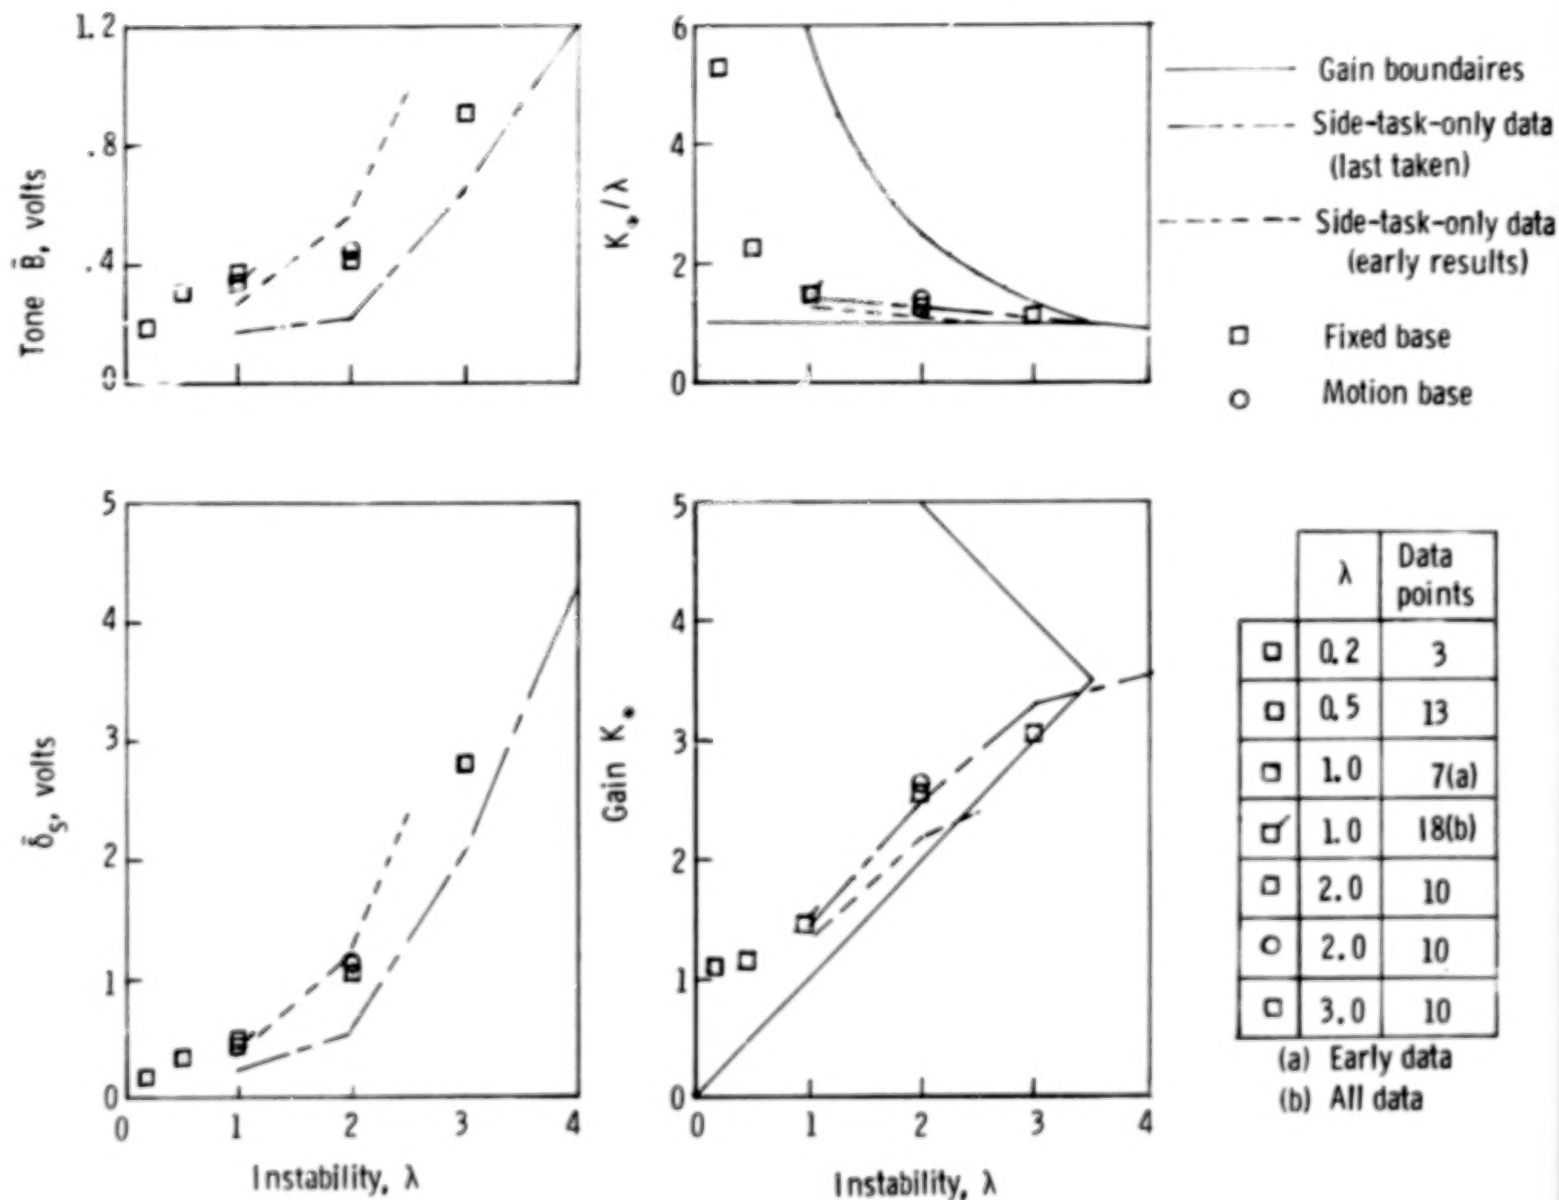 1.2
.8
.4
0
Tone B̄, volts
6
4
2
0
K*/λ
Gain boundaires
Side-task-only data
(last taken)
Side-task-only data
(early results)
Fixed base
Motion base
5
4
3
2
1
0
δ̄s, volts
0 1 2 3 4
Instability, λ
5
4
3
2
1
0
Gain K*
0 1 2 3 4
Instability, λ
λ Data
points
0.2 3
0.5 13
1.0 7(a)
1.0 18(b)
2.0 10
2.0 10
3.0 10
(a) Early data
(b) All data